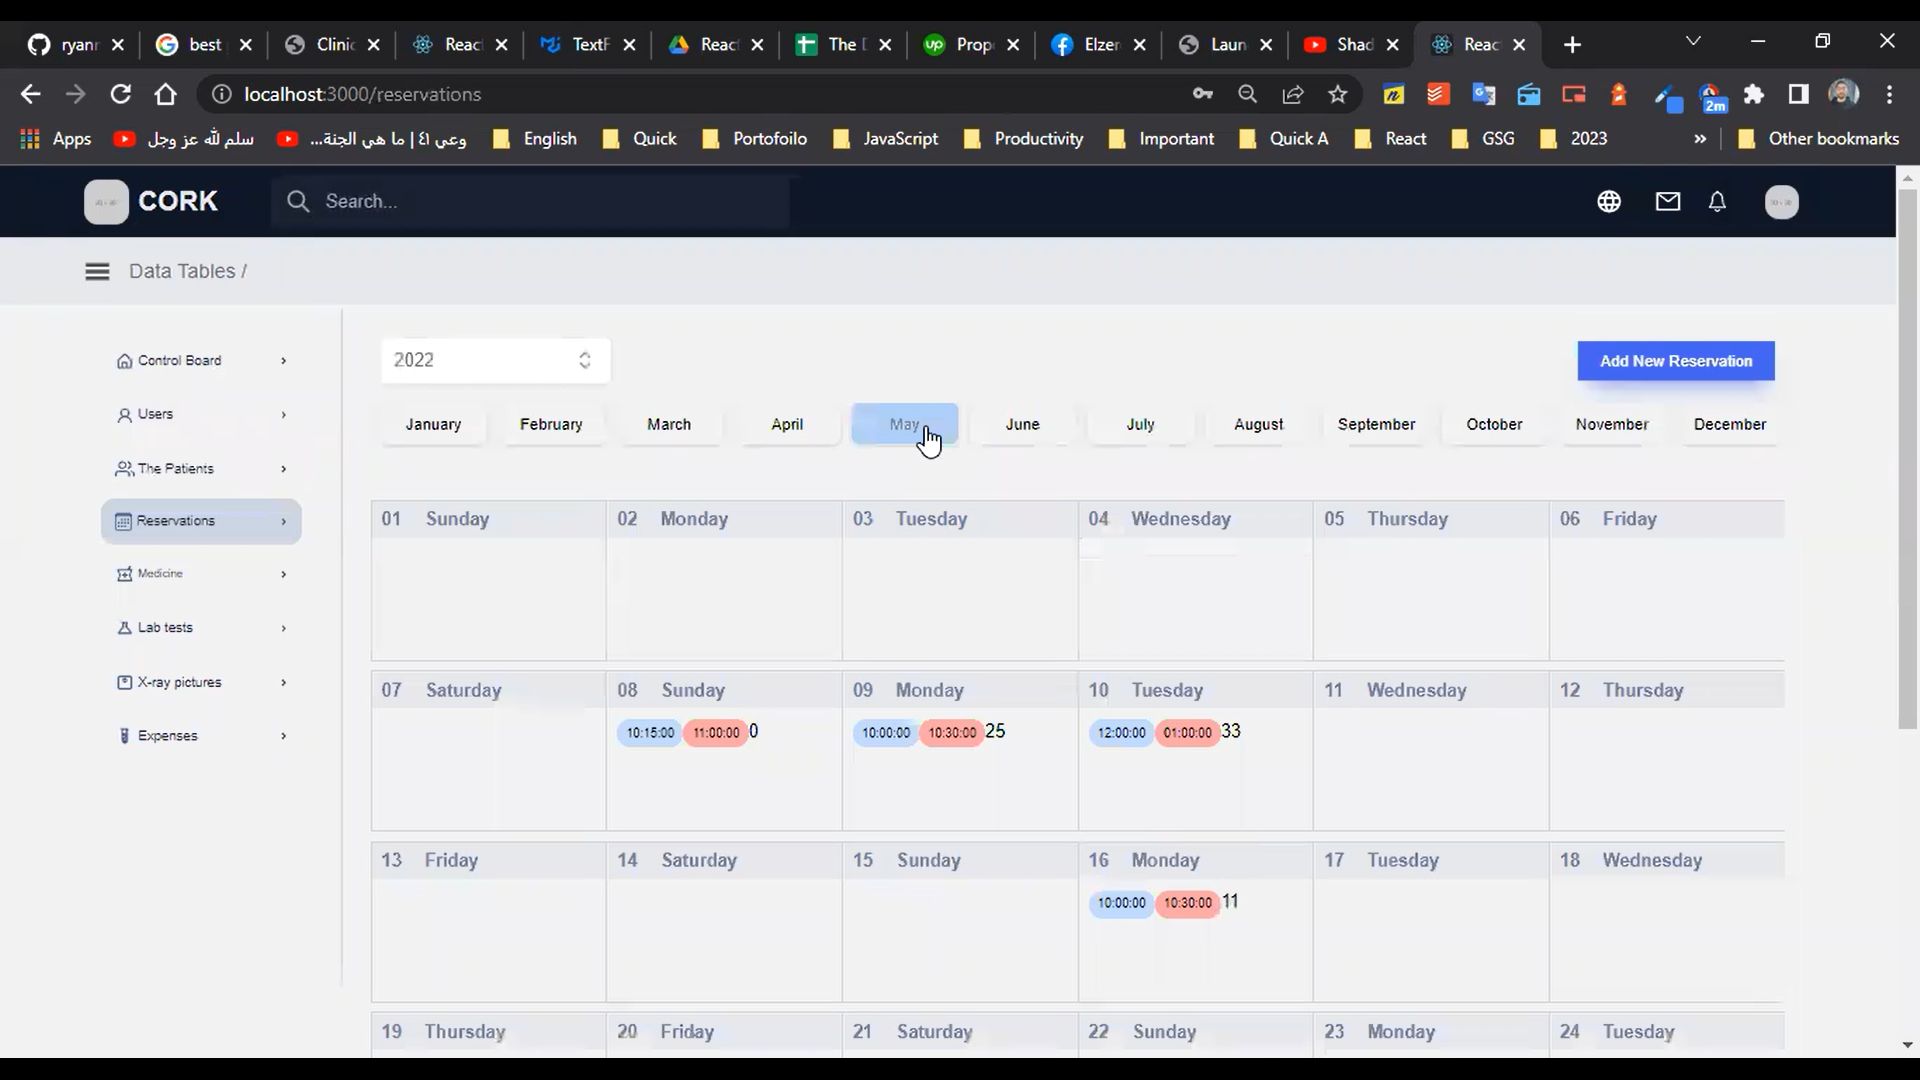 ryanr
best
Clinic
Reac
TextF
Reac
The D
Prop
Elzer
Laun
Shad
Reac
localhost:3000/reservations
2m
Apps
سلم لله عز وجل
وعي ٤١ | ما هي الجنة...
English
Quick
Portofoilo
JavaScript
Productivity
Important
Quick A
React
GSG
2023
»
Other bookmarks
CORK
Search...
Data Tables /
Control Board
Users
The Patients
Reservations
Medicine
Lab tests
X-ray pictures
Expenses
2022
Add New Reservation
January February March April May June July August September October November December
01 Sunday 02 Monday 03 Tuesday 04 Wednesday 05 Thursday 06 Friday
07 Saturday 08 Sunday 09 Monday 10 Tuesday 11 Wednesday 12 Thursday
10:15:00 11:00:00 0 10:00:00 10:30:00 25 12:00:00 01:00:00 33
13 Friday 14 Saturday 15 Sunday 16 Monday 17 Tuesday 18 Wednesday
10:00:00 10:30:00 11
19 Thursday 20 Friday 21 Saturday 22 Sunday 23 Monday 24 Tuesday